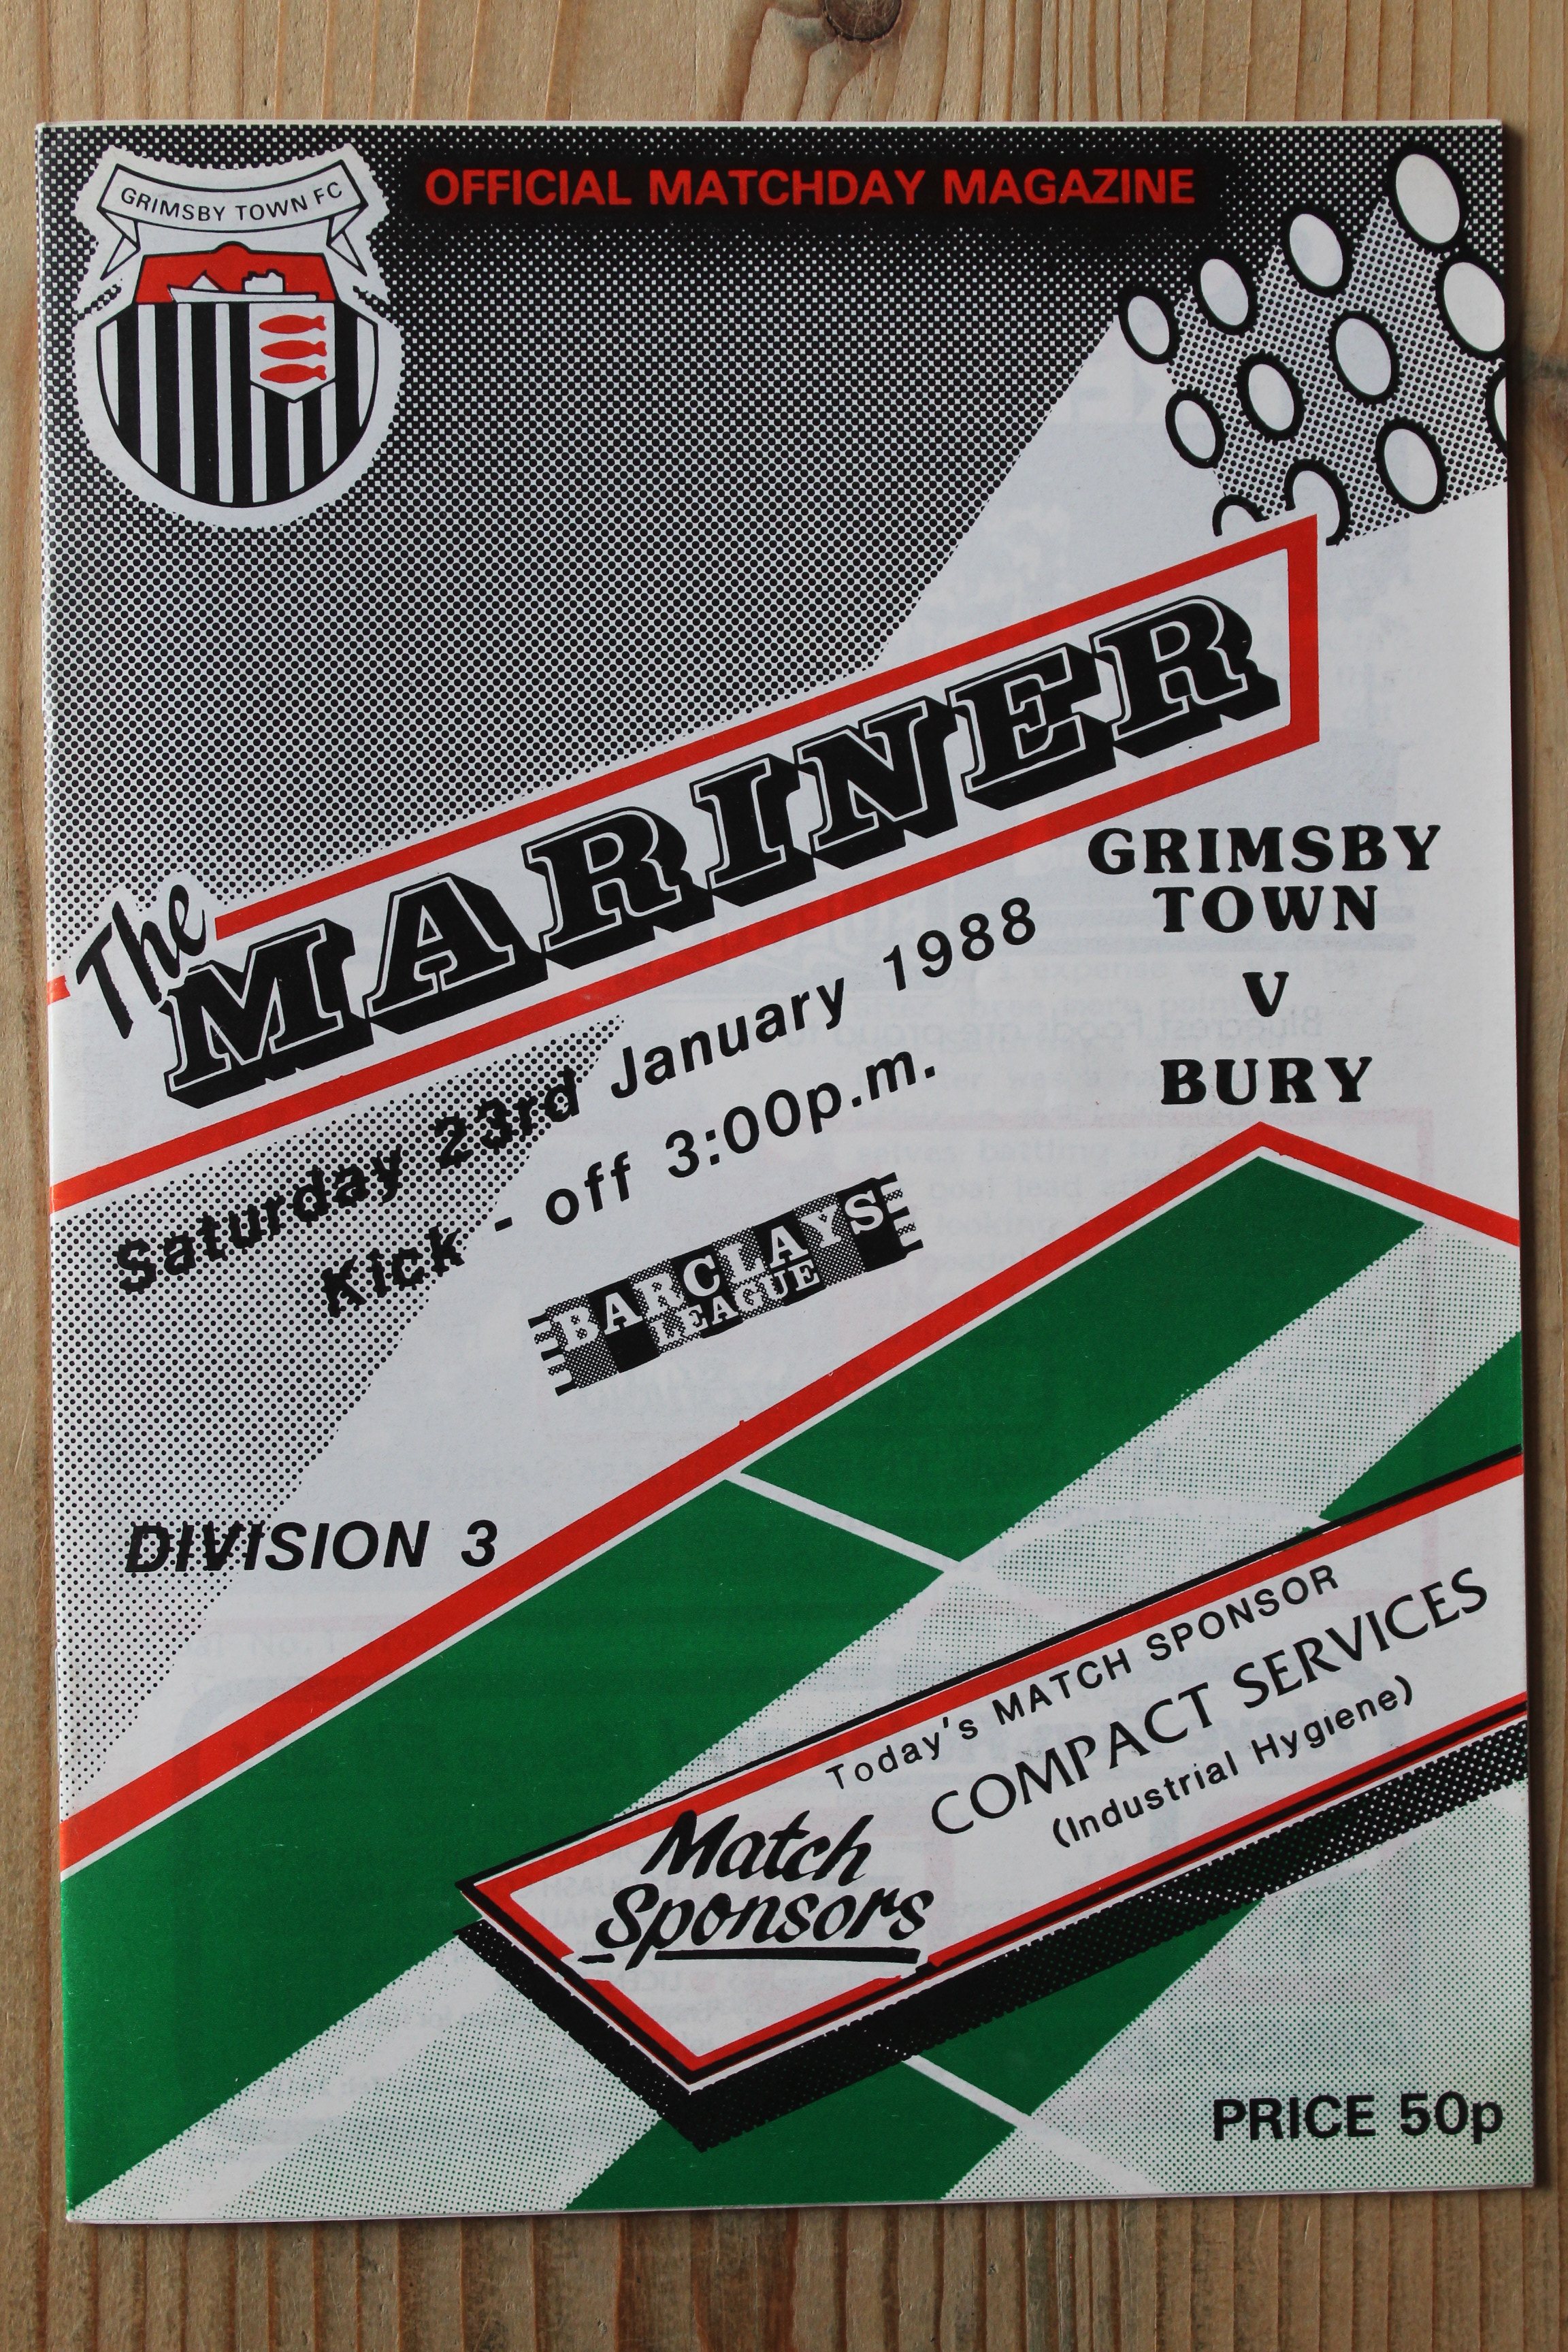 GRIMSBY TOWN FC
OFFICIAL MATCHDAY MAGAZINE
The
MARINER
Saturday 23rd January 1988
Kick - off 3:00p.m.
BARCLAYS
LEAGUE
GRIMSBY
TOWN
V
BURY
DIVISION 3
Today's MATCH SPONSOR
COMPACT SERVICES
(Industrial Hygiene)
Match
Sponsors
PRICE 50p